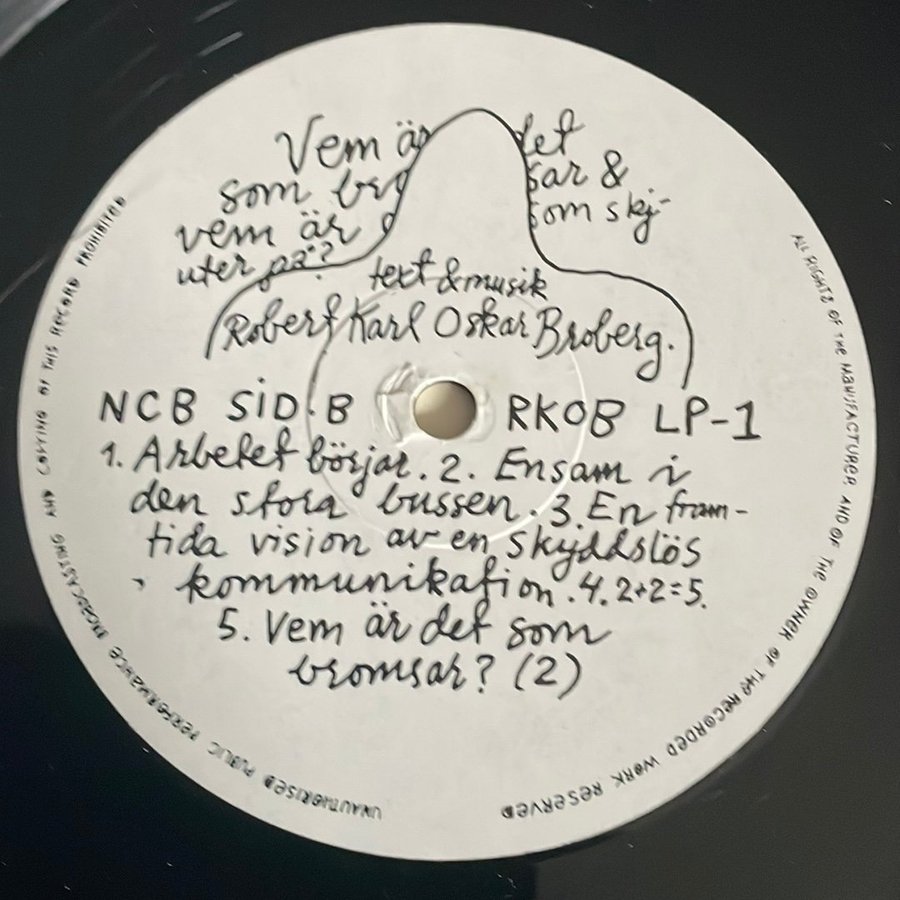 Vem är det
som bro sar &
vem är som skj-
uter på?
text & musik
Robert Karl Oskar Broberg.
NCB SID. B RKOB LP-1
1. Arbetet börjar. 2. Ensam i
den stora bussen. 3. En fram-
tida vision av en skyddslös
kommunikation. 4. 2+2=5.
5. Vem är det som
bromsar? (2)
ALL RIGHTS OF THE MANUFACTURER AND OF THE OWNER OF THE RECORDED WORK RESERVED
UNAUTHORISED PUBLIC PERFORMANCE BROADCASTING AND COPYING OF THIS RECORD PROHIBITED